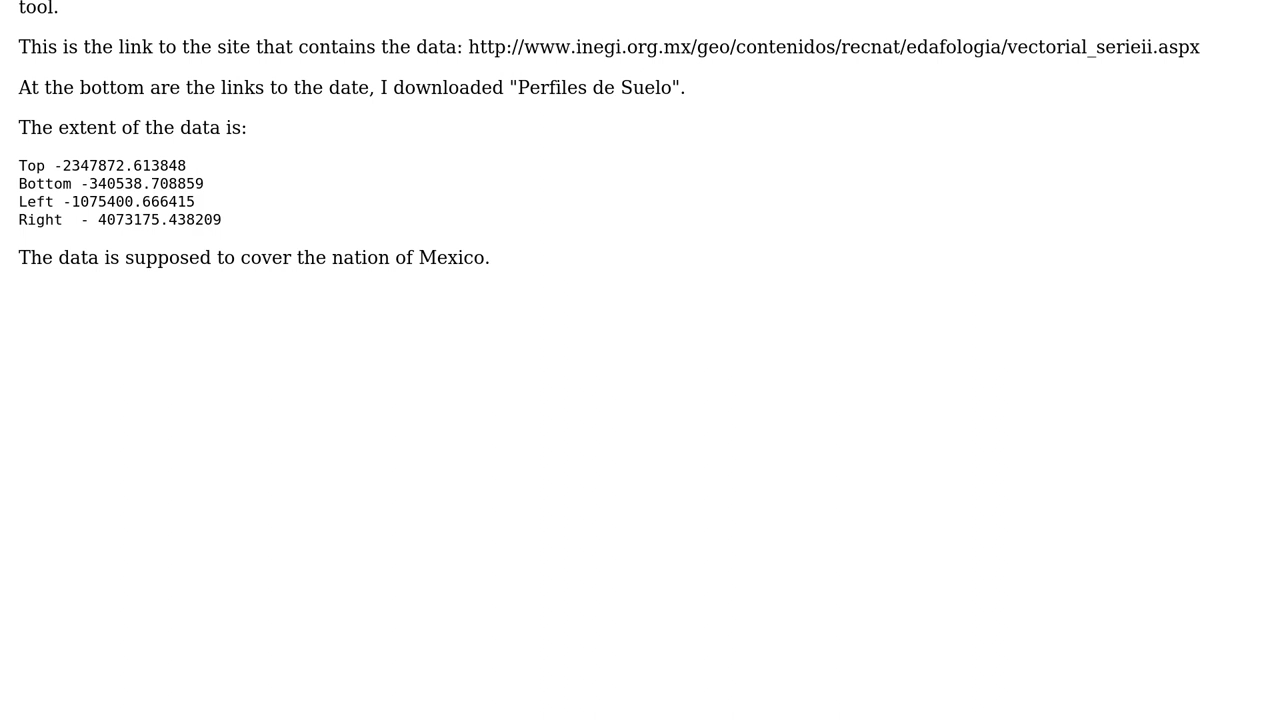 tool.
This is the link to the site that contains the data: http://www.inegi.org.mx/geo/contenidos/recnat/edafologia/vectorial_serieii.aspx
At the bottom are the links to the date, I downloaded "Perfiles de Suelo".
The extent of the data is:
Top -2347872.613848
Bottom -340538.708859
Left -1075400.666415
Right  - 4073175.438209
The data is supposed to cover the nation of Mexico.